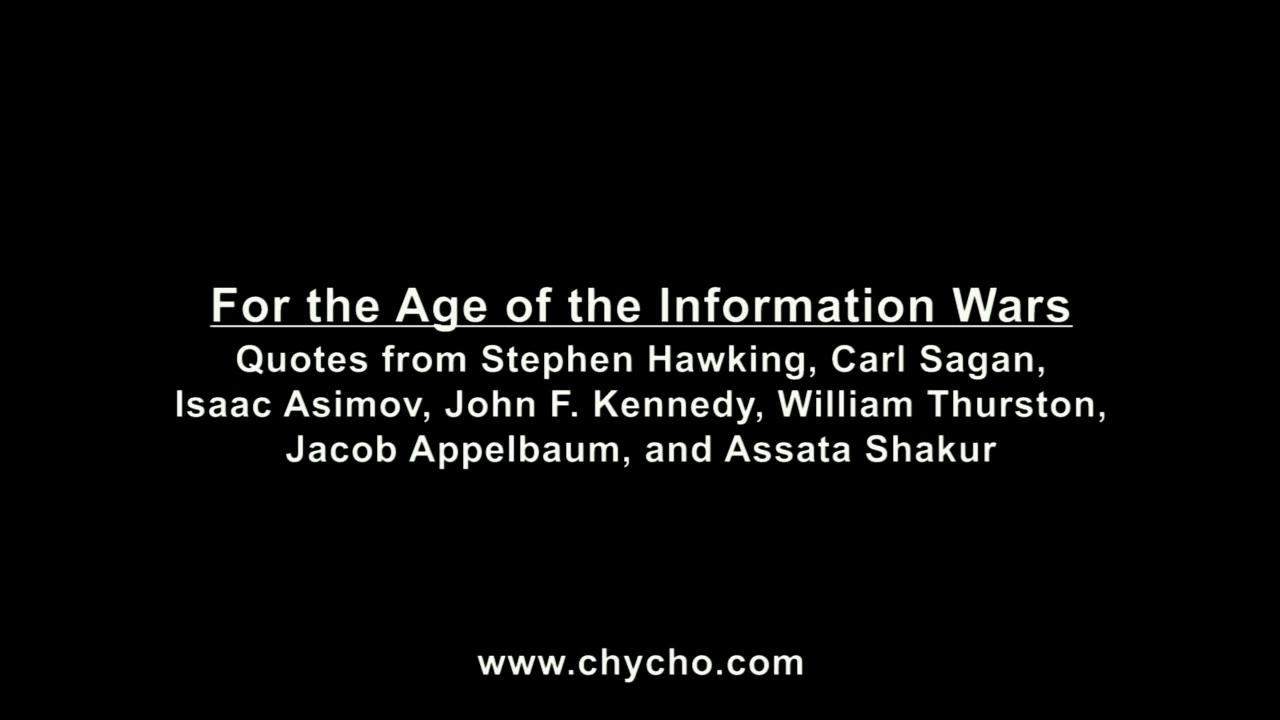 For the Age of the Information Wars
Quotes from Stephen Hawking, Carl Sagan,
Isaac Asimov, John F. Kennedy, William Thurston,
Jacob Appelbaum, and Assata Shakur
www.chycho.com